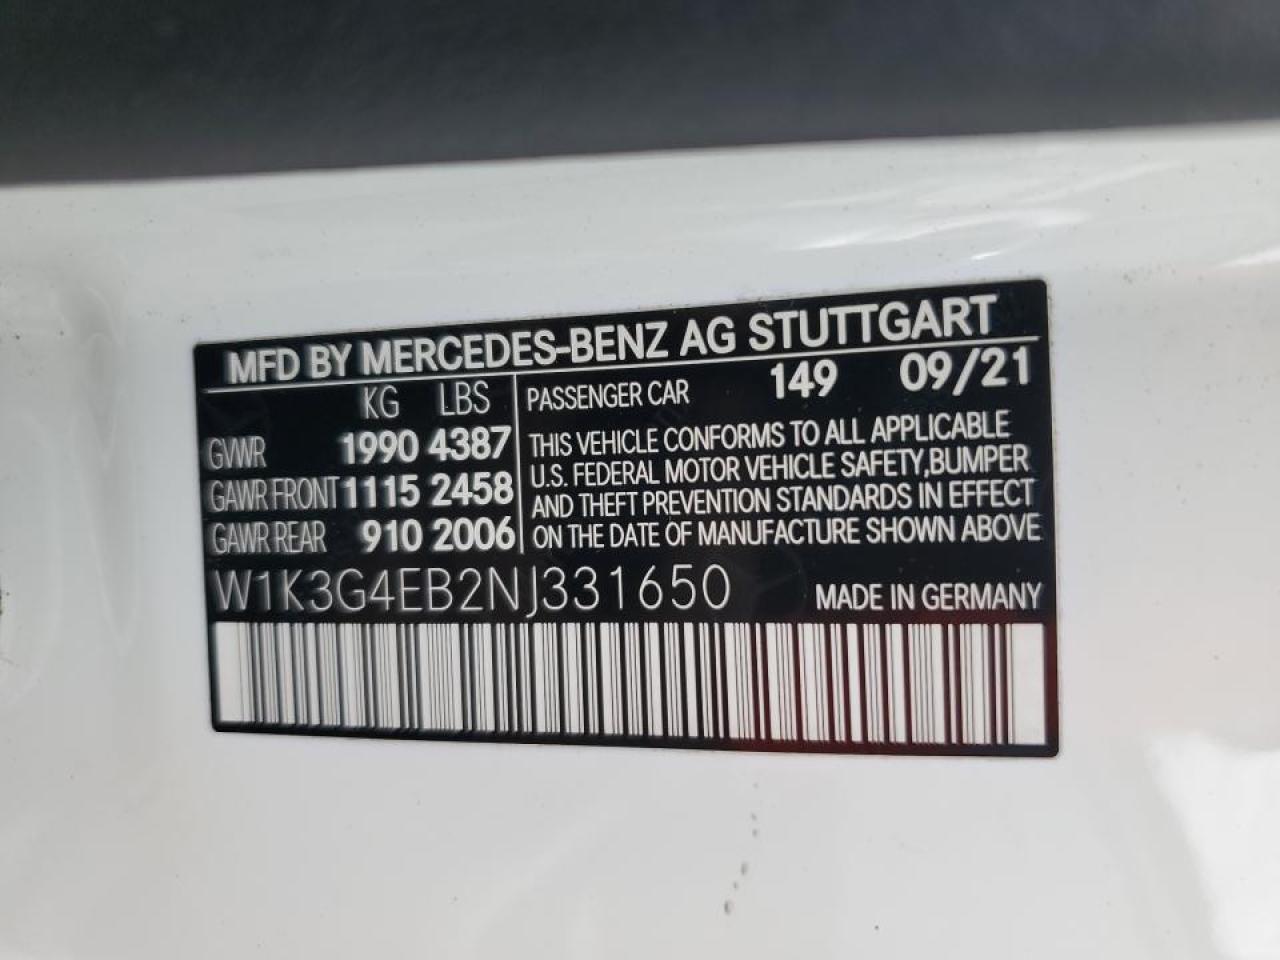 MFD BY MERCEDES-BENZ AG STUTTGART
KG LBS
GVWR 1990 4387
GAWR FRONT 1115 2458
GAWR REAR 910 2006
PASSENGER CAR 149 09/21
THIS VEHICLE CONFORMS TO ALL APPLICABLE
U.S. FEDERAL MOTOR VEHICLE SAFETY,BUMPER
AND THEFT PREVENTION STANDARDS IN EFFECT
ON THE DATE OF MANUFACTURE SHOWN ABOVE
W1K3G4EB2NJ331650 MADE IN GERMANY